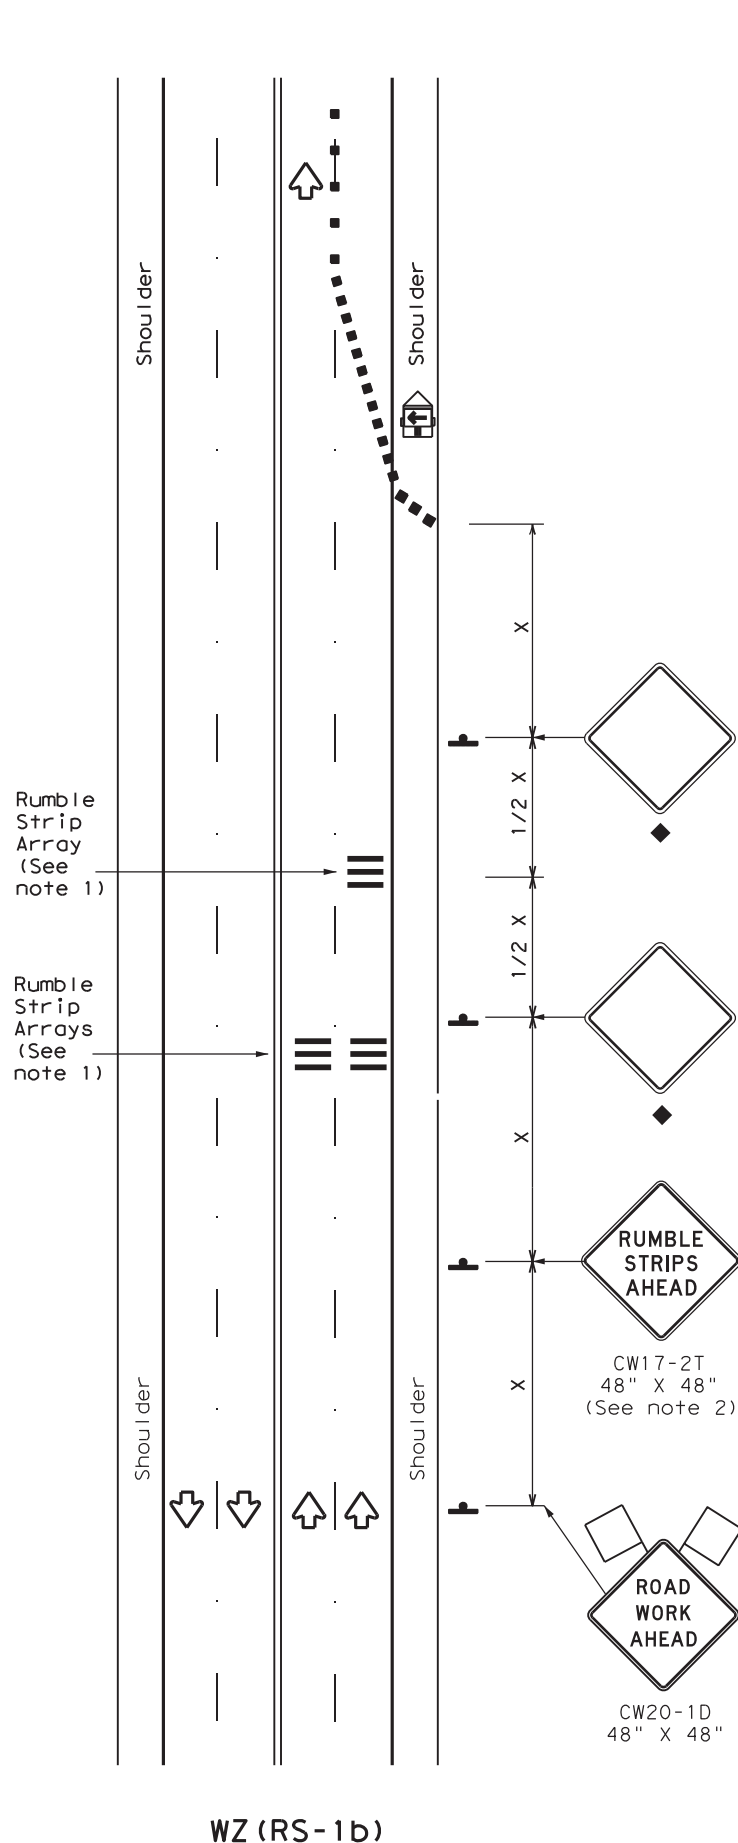 Shoulder
Shoulder
X
1/2 X
Rumble
Strip
Array
(See
note 1)
1/2 X
Rumble
Strip
Arrays
(See
note 1)
X
RUMBLE
STRIPS
AHEAD
CW17-2T
48" X 48"
(See note 2)
X
Shoulder
Shoulder
ROAD
WORK
AHEAD
CW20-1D
48" X 48"
WZ(RS-1b)